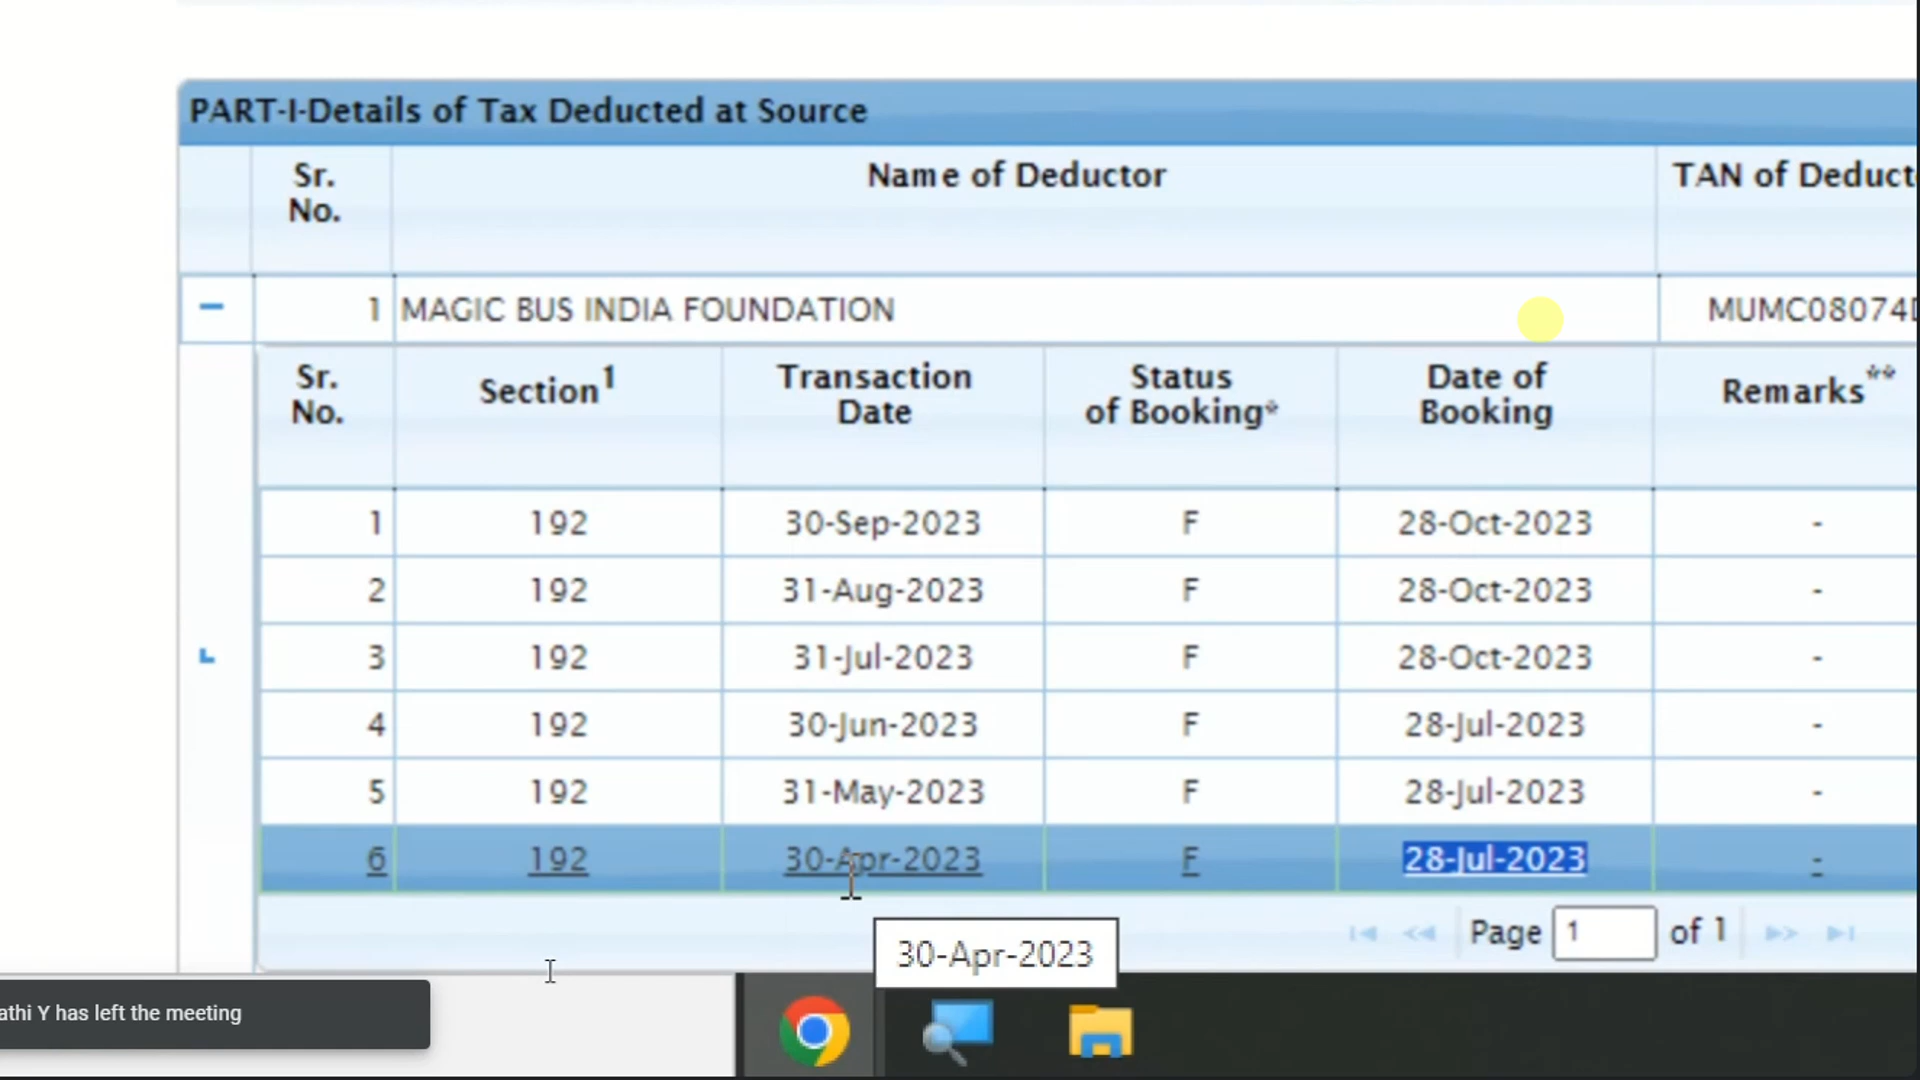 PART-I-Details of Tax Deducted at Source
Sr. No. Name of Deductor TAN of Deduct
1 MAGIC BUS INDIA FOUNDATION MUMC08074D
Sr. No. Section1 Transaction Date Status of Booking* Date of Booking Remarks**
1 192 30-Sep-2023 F 28-Oct-2023 -
2 192 31-Aug-2023 F 28-Oct-2023 -
3 192 31-Jul-2023 F 28-Oct-2023 -
4 192 30-Jun-2023 F 28-Jul-2023 -
5 192 31-May-2023 F 28-Jul-2023 -
6 192 30-Apr-2023 F 28-Jul-2023 -
Page 1 of 1
30-Apr-2023
athi Y has left the meeting